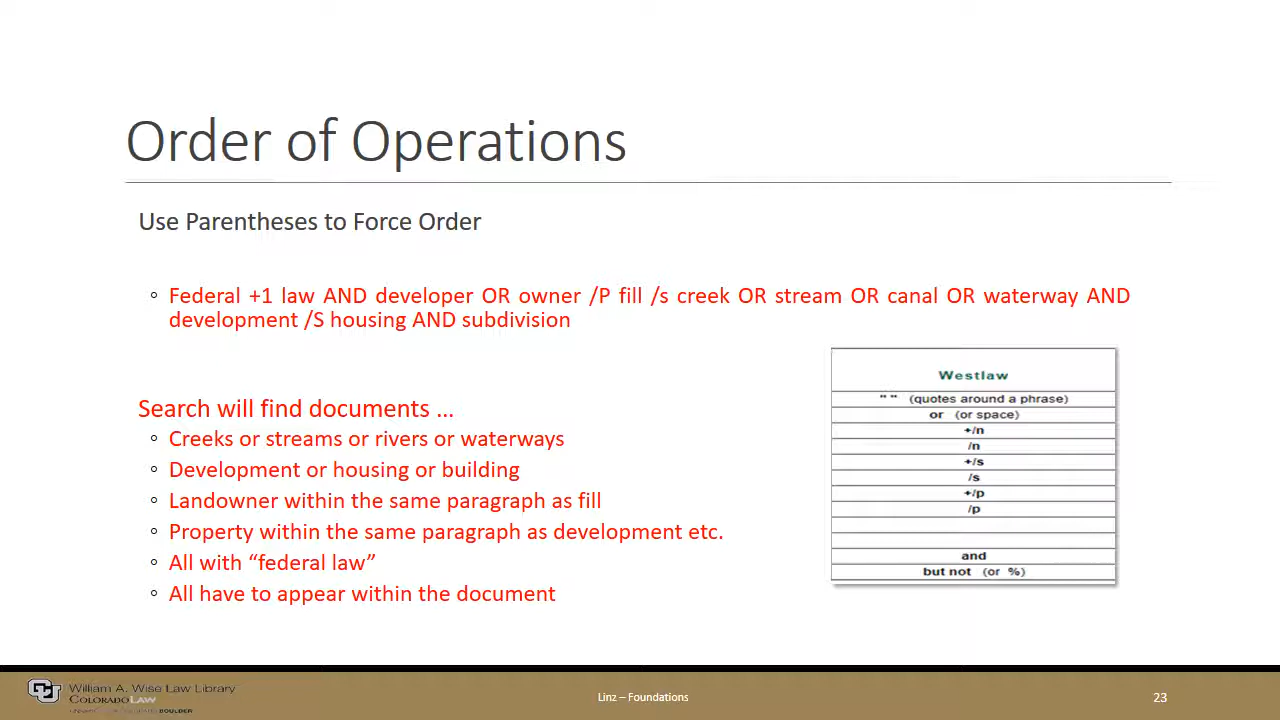 Order of Operations
Use Parentheses to Force Order
◦ Federal +1 law AND developer OR owner /P fill /s creek OR stream OR canal OR waterway AND
development /S housing AND subdivision
Search will find documents ...
◦ Creeks or streams or rivers or waterways
◦ Development or housing or building
◦ Landowner within the same paragraph as fill
◦ Property within the same paragraph as development etc.
◦ All with “federal law”
◦ All have to appear within the document
Westlaw
" " (quotes around a phrase)
or (or space)
+/n
/n
+/s
/s
+/p
/p
and
but not (or %)
CU
William A. Wise Law Library
COLORADO LAW
BOULDER
Linz – Foundations
23